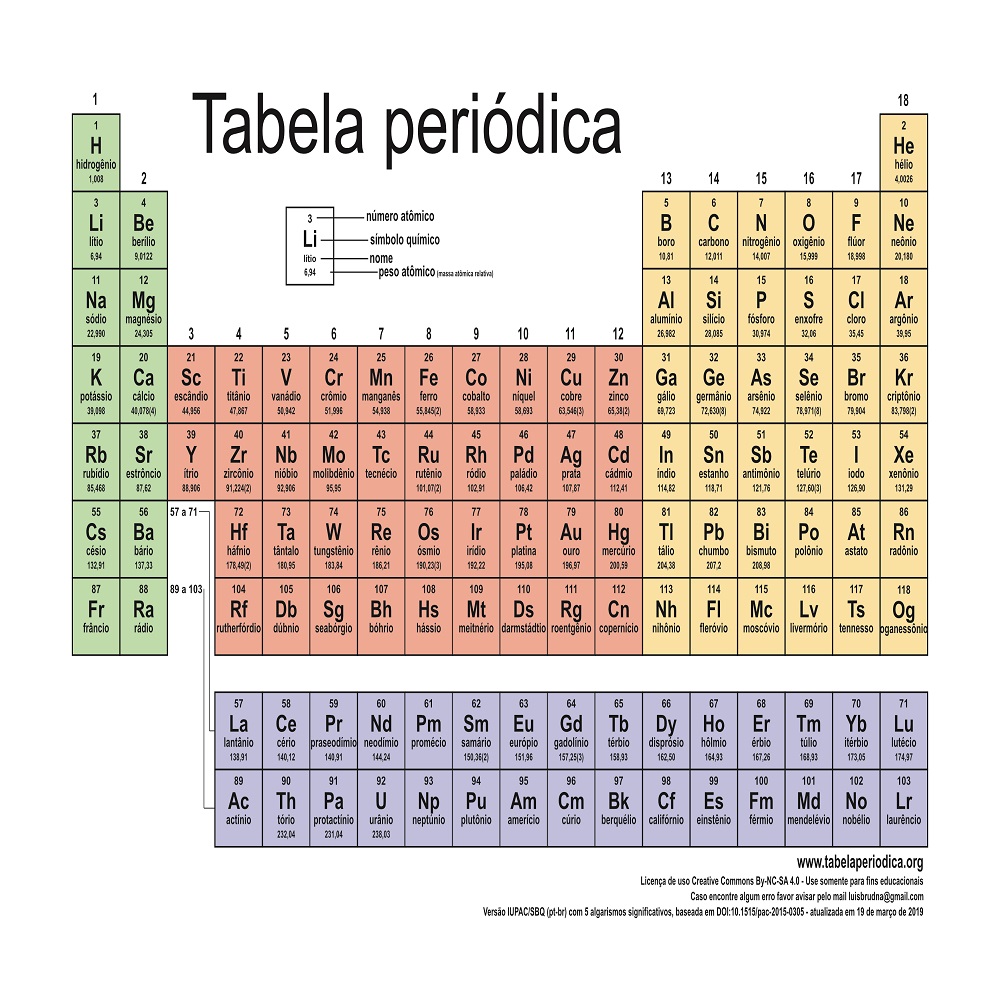 Tabela periódica
1 18
1 2
H He
hidrogênio hélio
1,008 4,0026
2 13 14 15 16 17
3 4 5 6 7 8 9 10
Li Be B C N O F Ne
lítio berílio boro carbono nitrogênio oxigênio flúor neônio
6,94 9,0122 10,81 12,011 14,007 15,999 18,998 20,180
3 número atômico
Li símbolo químico
lítio nome
6,94 peso atômico (massa atômica relativa)
11 12 13 14 15 16 17 18
Na Mg Al Si P S Cl Ar
sódio magnésio alumínio silício fósforo enxofre cloro argônio
22,990 24,305 26,982 28,085 30,974 32,06 35,45 39,95
3 4 5 6 7 8 9 10 11 12
19 20 21 22 23 24 25 26 27 28 29 30 31 32 33 34 35 36
K Ca Sc Ti V Cr Mn Fe Co Ni Cu Zn Ga Ge As Se Br Kr
potássio cálcio escândio titânio vanádio crômio manganês ferro cobalto níquel cobre zinco gálio germânio arsênio selênio bromo criptônio
39,098 40,078(4) 44,956 47,867 50,942 51,996 54,938 55,845(2) 58,933 58,693 63,546(3) 65,38(2) 69,723 72,630(8) 74,922 78,971(8) 79,904 83,798(2)
37 38 39 40 41 42 43 44 45 46 47 48 49 50 51 52 53 54
Rb Sr Y Zr Nb Mo Tc Ru Rh Pd Ag Cd In Sn Sb Te I Xe
rubídio estrôncio ítrio zircônio nióbio molibdênio tecnécio rutênio ródio paládio prata cádmio índio estanho antimônio telúrio iodo xenônio
85,468 87,62 88,906 91,224(2) 92,906 95,95 101,07(2) 102,91 106,42 107,87 112,41 114,82 118,71 121,76 127,60(3) 126,90 131,29
55 56 57 a 71 72 73 74 75 76 77 78 79 80 81 82 83 84 85 86
Cs Ba Hf Ta W Re Os Ir Pt Au Hg Tl Pb Bi Po At Rn
césio bário háfnio tântalo tungstênio rênio ósmio irídio platina ouro mercúrio tálio chumbo bismuto polônio astato radônio
132,91 137,33 178,49(2) 180,95 183,84 186,21 190,23(3) 192,22 195,08 196,97 200,59 204,38 207,2 208,98
87 88 89 a 103 104 105 106 107 108 109 110 111 112 113 114 115 116 117 118
Fr Ra Rf Db Sg Bh Hs Mt Ds Rg Cn Nh Fl Mc Lv Ts Og
frâncio rádio rutherfórdio dúbnio seabórgio bóhrio hássio meitnério darmstádtio roentgênio copernício nihônio fleróvio moscóvio livermório tennesso oganessônio
57 58 59 60 61 62 63 64 65 66 67 68 69 70 71
La Ce Pr Nd Pm Sm Eu Gd Tb Dy Ho Er Tm Yb Lu
lantânio cério praseodímio neodímio promécio samário európio gadolínio térbio disprósio hólmio érbio túlio itérbio lutécio
138,91 140,12 140,91 144,24 150,36(2) 151,96 157,25(3) 158,93 162,50 164,93 167,26 168,93 173,05 174,97
89 90 91 92 93 94 95 96 97 98 99 100 101 102 103
Ac Th Pa U Np Pu Am Cm Bk Cf Es Fm Md No Lr
actínio tório protactínio urânio neptúnio plutônio amerício cúrio berquélio califórnio einstênio férmio mendelévio nobélio laurêncio
232,04 231,04 238,03
www.tabelaperiodica.org
Licença de uso Creative Commons By-NC-SA 4.0 - Use somente para fins educacionais
Caso encontre algum erro favor avisar pelo mail luisbrudna@gmail.com
Versão IUPAC/SBQ (pt-br) com 5 algarismos significativos, baseada em DOI:10.1515/pac-2015-0305 - atualizada em 19 de março de 2019